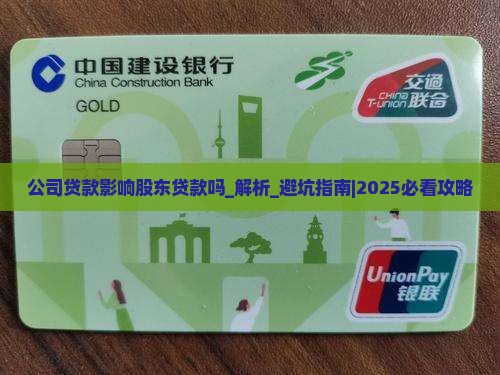 中国建设银行
China Construction Bank
GOLD
交通
联合
CHINA
T-UNION
公司贷款影响股东贷款吗_解析_避坑指南|2025必看攻略
UnionPay
银联